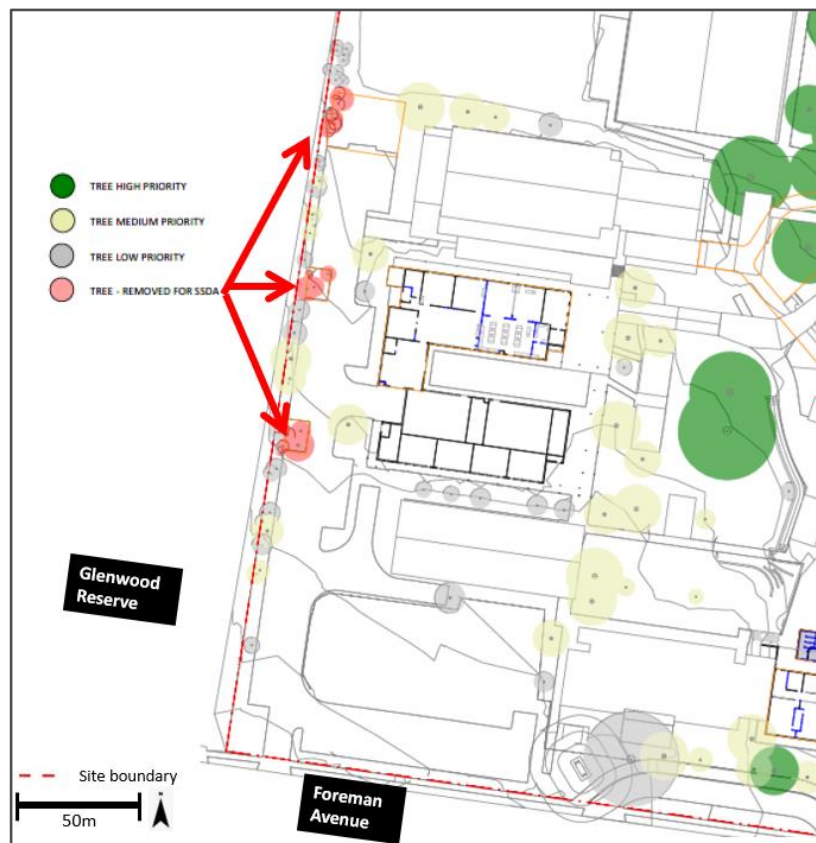 TREE HIGH PRIORITY
TREE MEDIUM PRIORITY
TREE LOW PRIORITY
TREE - REMOVED FOR SSDA
Glenwood
Reserve
Site boundary
50m
N
Foreman
Avenue